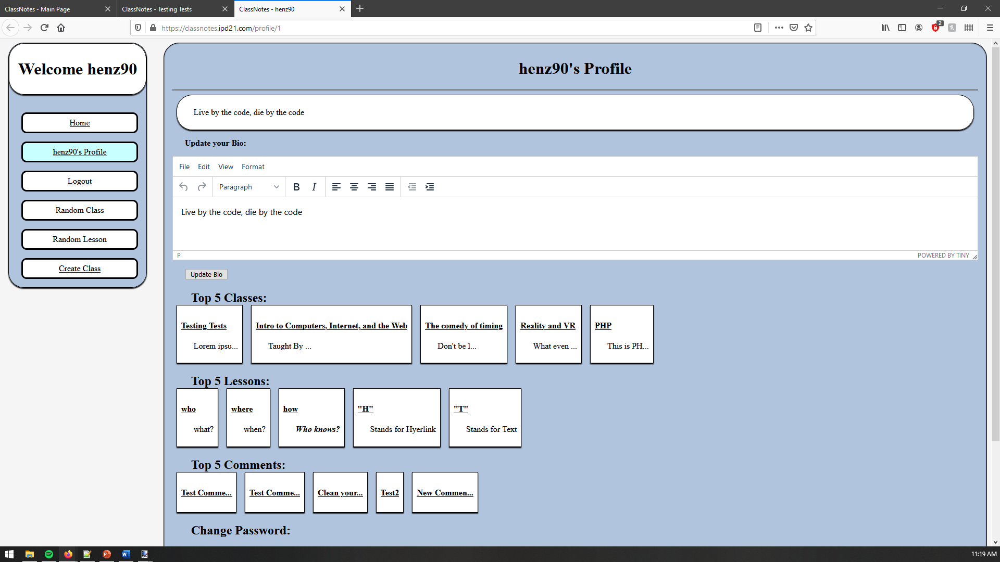 ClassNotes - Main Page
ClassNotes - Testing Tests
ClassNotes - henz90
https://classnotes.ipd21.com/profile/1
2
Welcome henz90
Home
henz90's Profile
Logout
Random Class
Random Lesson
Create Class
henz90's Profile
Live by the code, die by the code
Update your Bio:
File Edit View Format
Paragraph B I
Live by the code, die by the code
P POWERED BY TINY
Update Bio
Top 5 Classes:
Testing Tests
Lorem ipsu...
Intro to Computers, Internet, and the Web
Taught By ...
The comedy of timing
Don't be l...
Reality and VR
What even ...
PHP
This is PH...
Top 5 Lessons:
who
what?
where
when?
how
Who knows?
"H"
Stands for Hyerlink
"T"
Stands for Text
Top 5 Comments:
Test Comme...
Test Comme...
Clean your...
Test2
New Commen...
Change Password:
11:19 AM